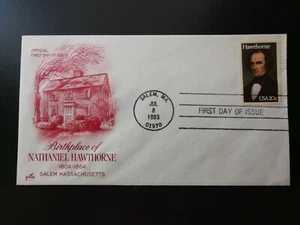 OFFICIAL
FIRST DAY OF ISSUE
Birthplace of
NATHANIEL HAWTHORNE
1804-1864
SALEM, MASSACHUSETTS
SALEM, MA
JUL
8
1983
01970
FIRST DAY OF ISSUE
Hawthorne
USA 20c